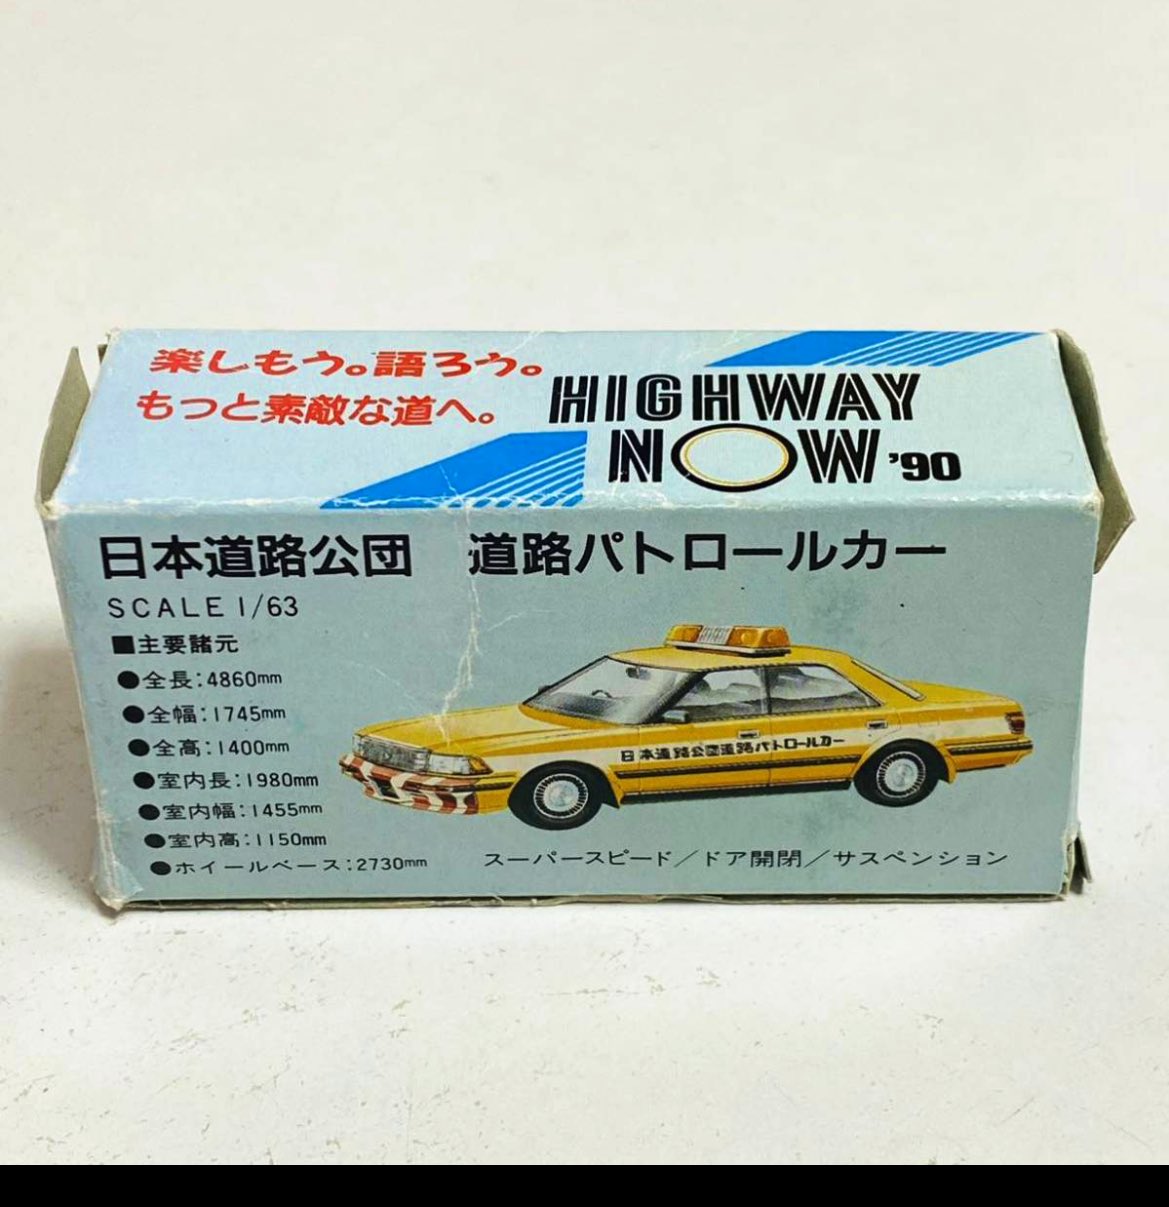 楽しもう。語ろう。
もっと素敵な道へ。
HIGHWAY
NOW '90
日本道路公団 道路パトロールカー
SCALE 1/63
■主要諸元
●全長:4860mm
●全幅:1745mm
●全高:1400mm
●室内長:1980mm
●室内幅:1455mm
●室内高:1150mm
●ホイールベース:2730mm
日本道路公団道路パトロールカー
スーパースピード/ドア開閉/サスペンション